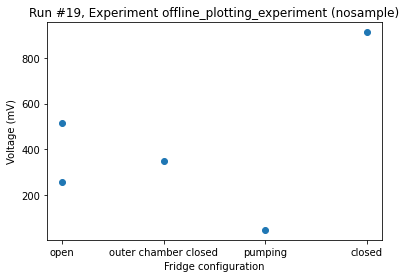 Run #19, Experiment offline_plotting_experiment (nosample)
Voltage (mV)
800
600
400
200
open
outer chamber closed
pumping
closed
Fridge configuration